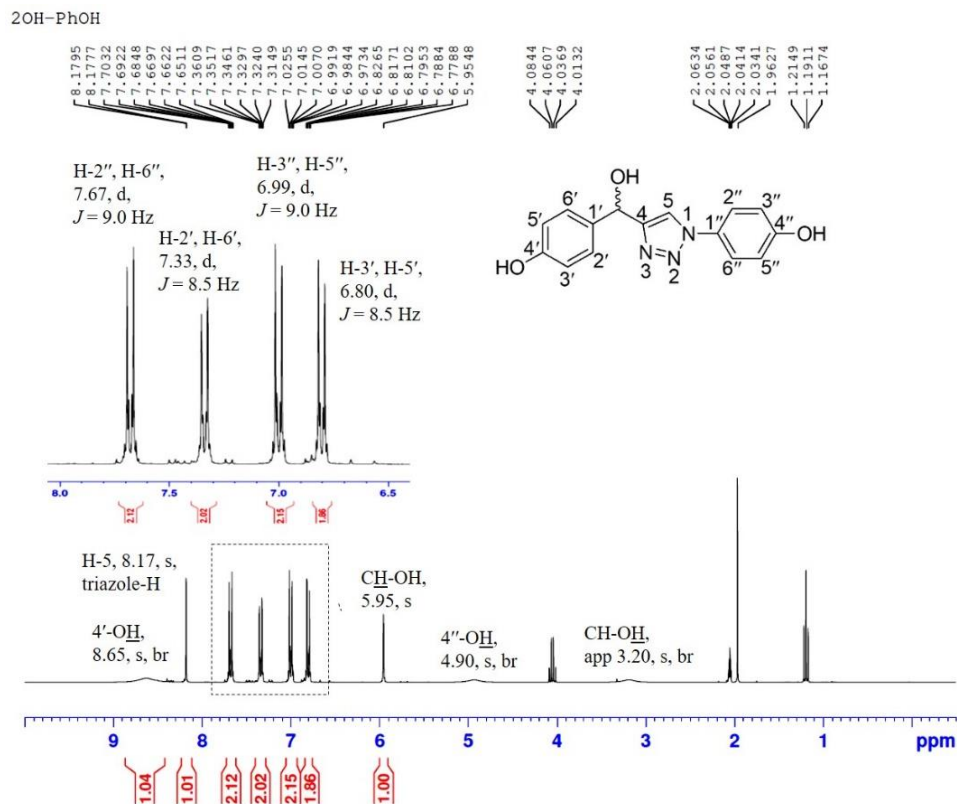 2OH-PhOH
8.1795
8.1777
7.7032
7.6922
7.6848
7.6697
7.6622
7.6511
7.3609
7.3517
7.3461
7.3297
7.3240
7.3149
7.0255
7.0145
7.0070
6.9919
6.9844
6.9734
6.8265
6.8171
6.8102
6.7953
6.7884
6.7788
5.9548
4.0844
4.0607
4.0369
4.0132
2.0634
2.0561
2.0487
2.0414
2.0341
1.9627
1.2149
1.1911
1.1674
H-2″, H-6″,
7.67, d,
J = 9.0 Hz
H-2′, H-6′,
7.33, d,
J = 8.5 Hz
H-3″, H-5″,
6.99, d,
J = 9.0 Hz
H-3′, H-5′,
6.80, d,
J = 8.5 Hz
OH
6′ 5 2″
5′ 1′ 4 1 1″ 3″
N
4′ 4″ OH
HO 3′ 2′ N 3 N 2 6″ 5″
8.0 7.5 7.0 6.5
2.12 2.02 2.15 1.86
H-5, 8.17, s,
triazole-H
4′-OH,
8.65, s, br
CH-OH,
5.95, s
4″-OH,
4.90, s, br
CH-OH,
app 3.20, s, br
9 8 7 6 5 4 3 2 1 ppm
1.04 1.01 2.12 2.02 2.15 1.86 1.00